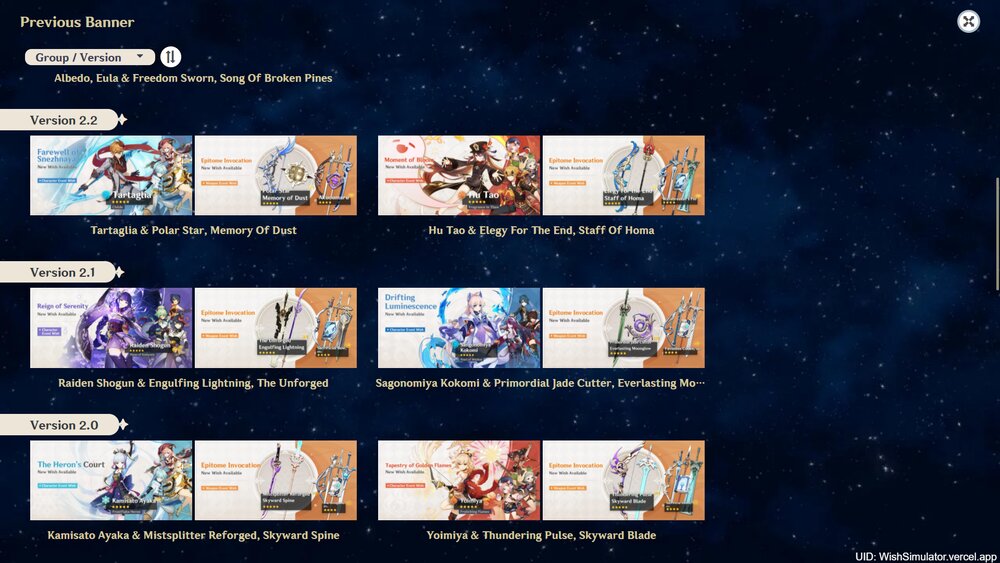 Previous Banner
Group / Version
Albedo, Eula & Freedom Sworn, Song Of Broken Pines
Version 2.2
Farewell of
Snezhnaya
New Wish Available
Character Event Wish
Tartaglia
Epitome Invocation
New Wish Available
Weapon Event Wish
Memory of Dust
Moment of Bloom
New Wish Available
Character Event Wish
Hu Tao
Epitome Invocation
New Wish Available
Weapon Event Wish
Elegy for the End
Staff of Homa
Tartaglia & Polar Star, Memory Of Dust
Hu Tao & Elegy For The End, Staff Of Homa
Version 2.1
Reign of Serenity
New Wish Available
Character
Event Wish
Raiden Shogun
Epitome Invocation
New Wish Available
Weapon Event Wish
The Unforged
Engulfing Lightning
Drifting
Luminescence
New Wish Available
Character Event Wish
Kokomi
Epitome Invocation
New Wish Available
Weapon Event Wish
Everlasting Moonglow
Raiden Shogun & Engulfing Lightning, The Unforged
Sagonomiya Kokomi & Primordial Jade Cutter, Everlasting Mo···
Version 2.0
The Heron's Court
New Wish Available
Character Event Wish
Kamisato Ayaka
Epitome Invocation
New Wish Available
Weapon Event Wish
Skyward Spine
Tapestry of Golden Flames
New Wish Available
Character Event Wish
Yoimiya
Epitome Invocation
New Wish Available
Weapon Event Wish
Skyward Blade
Kamisato Ayaka & Mistsplitter Reforged, Skyward Spine
Yoimiya & Thundering Pulse, Skyward Blade
UID: WishSimulator.vercel.app